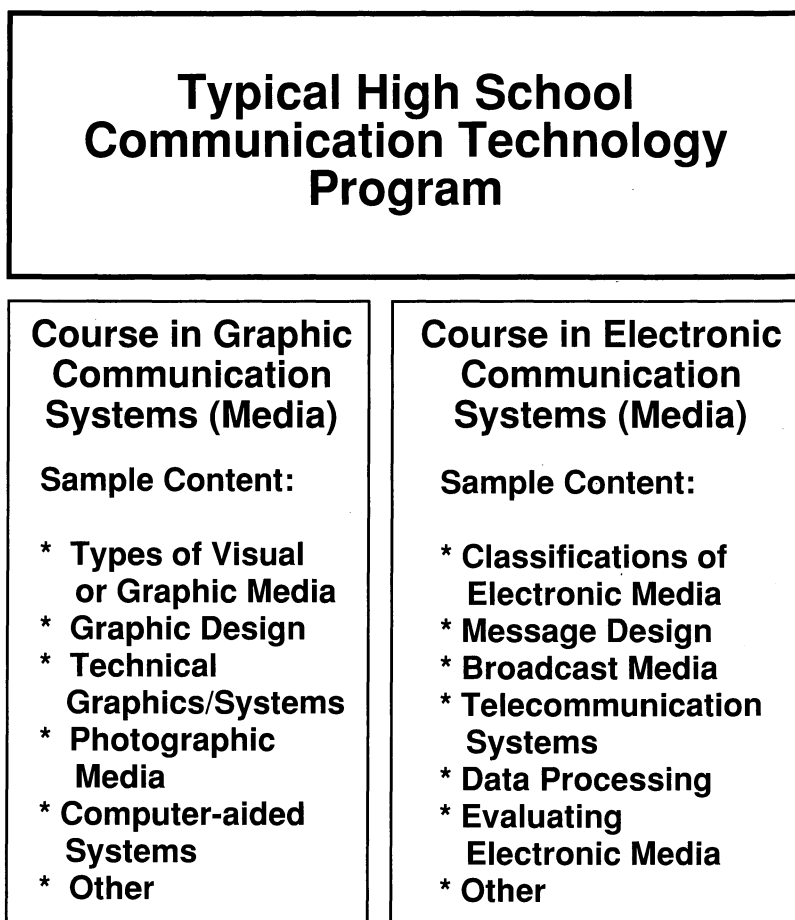 Typical High School
Communication Technology
Program
Course in Graphic
Communication
Systems (Media)
Sample Content:
* Types of Visual
or Graphic Media
* Graphic Design
* Technical
Graphics/Systems
* Photographic
Media
* Computer-aided
Systems
* Other
Course in Electronic
Communication
Systems (Media)
Sample Content:
* Classifications of
Electronic Media
* Message Design
* Broadcast Media
* Telecommunication
Systems
* Data Processing
* Evaluating
Electronic Media
* Other